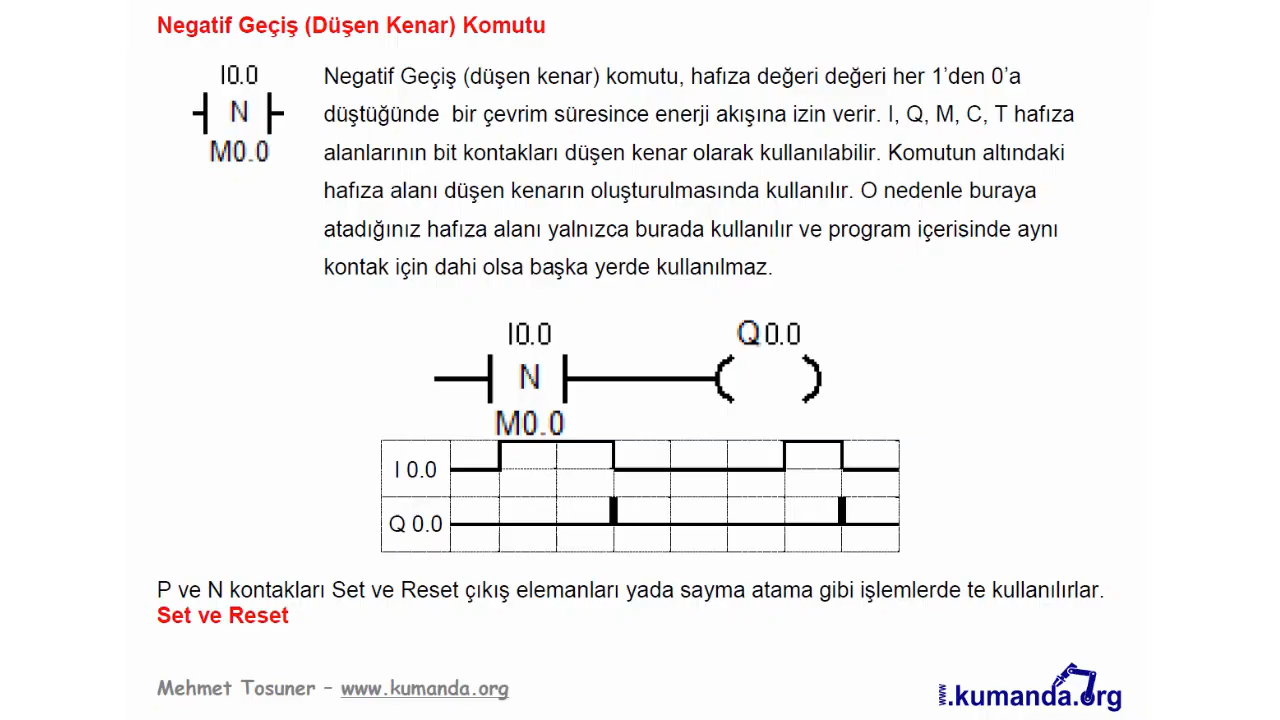 Negatif Geçiş (Düşen Kenar) Komutu
I0.0
N
M0.0
Negatif Geçiş (düşen kenar) komutu, hafıza değeri değeri her 1’den 0’a
düştüğünde bir çevrim süresince enerji akışına izin verir. I, Q, M, C, T hafıza
alanlarının bit kontakları düşen kenar olarak kullanılabilir. Komutun altındaki
hafıza alanı düşen kenarın oluşturulmasında kullanılır. O nedenle buraya
atadığınız hafıza alanı yalnızca burada kullanılır ve program içerisinde aynı
kontak için dahi olsa başka yerde kullanılmaz.
I0.0 Q0.0
N
M0.0
I 0.0
Q 0.0
P ve N kontakları Set ve Reset çıkış elemanları yada sayma atama gibi işlemlerde te kullanılırlar.
Set ve Reset
Mehmet Tosuner – www.kumanda.org
www.kumanda.org